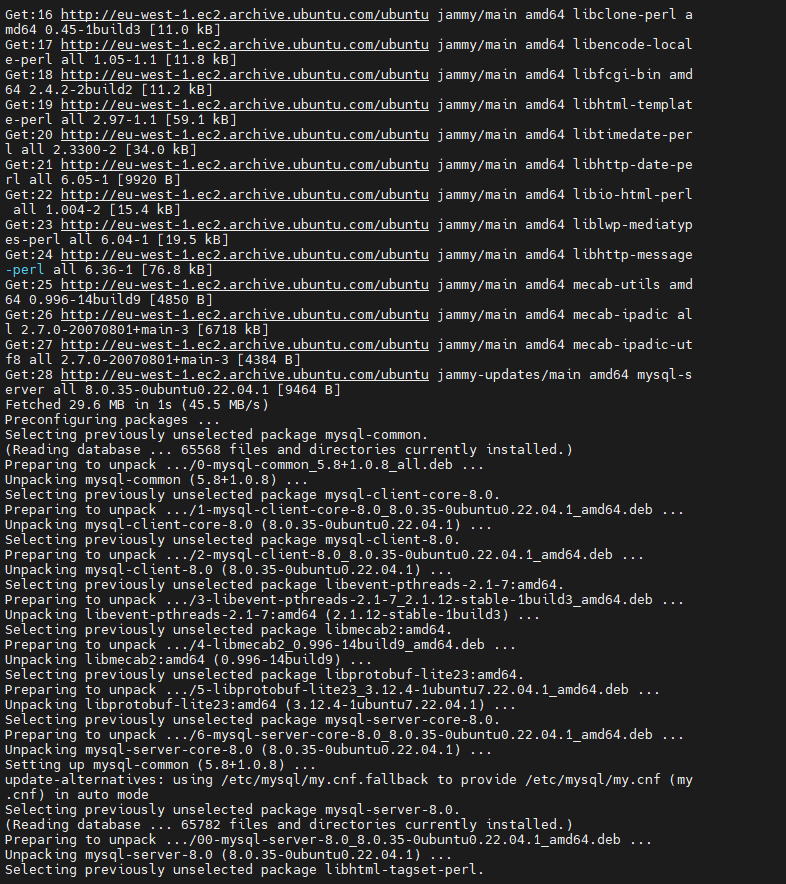 Get:16 http://eu-west-1.ec2.archive.ubuntu.com/ubuntu jammy/main amd64 libclone-perl a
md64 0.45-1build3 [11.0 kB]
Get:17 http://eu-west-1.ec2.archive.ubuntu.com/ubuntu jammy/main amd64 libencode-local
e-perl all 1.05-1.1 [11.8 kB]
Get:18 http://eu-west-1.ec2.archive.ubuntu.com/ubuntu jammy/main amd64 libfcgi-bin amd
64 2.4.2-2build2 [11.2 kB]
Get:19 http://eu-west-1.ec2.archive.ubuntu.com/ubuntu jammy/main amd64 libhtml-templat
e-perl all 2.97-1.1 [59.1 kB]
Get:20 http://eu-west-1.ec2.archive.ubuntu.com/ubuntu jammy/main amd64 libtimedate-per
l all 2.3300-2 [34.0 kB]
Get:21 http://eu-west-1.ec2.archive.ubuntu.com/ubuntu jammy/main amd64 libhttp-date-pe
rl all 6.05-1 [9920 B]
Get:22 http://eu-west-1.ec2.archive.ubuntu.com/ubuntu jammy/main amd64 libio-html-perl
 all 1.004-2 [15.4 kB]
Get:23 http://eu-west-1.ec2.archive.ubuntu.com/ubuntu jammy/main amd64 liblwp-mediatyp
es-perl all 6.04-1 [19.5 kB]
Get:24 http://eu-west-1.ec2.archive.ubuntu.com/ubuntu jammy/main amd64 libhttp-message
-perl all 6.36-1 [76.8 kB]
Get:25 http://eu-west-1.ec2.archive.ubuntu.com/ubuntu jammy/main amd64 mecab-utils amd
64 0.996-14build9 [4850 B]
Get:26 http://eu-west-1.ec2.archive.ubuntu.com/ubuntu jammy/main amd64 mecab-ipadic al
l 2.7.0-20070801+main-3 [6718 kB]
Get:27 http://eu-west-1.ec2.archive.ubuntu.com/ubuntu jammy/main amd64 mecab-ipadic-ut
f8 all 2.7.0-20070801+main-3 [4384 B]
Get:28 http://eu-west-1.ec2.archive.ubuntu.com/ubuntu jammy-updates/main amd64 mysql-s
erver all 8.0.35-0ubuntu0.22.04.1 [9464 B]
Fetched 29.6 MB in 1s (45.5 MB/s)
Preconfiguring packages ...
Selecting previously unselected package mysql-common.
(Reading database ... 65568 files and directories currently installed.)
Preparing to unpack .../0-mysql-common_5.8+1.0.8_all.deb ...
Unpacking mysql-common (5.8+1.0.8) ...
Selecting previously unselected package mysql-client-core-8.0.
Preparing to unpack .../1-mysql-client-core-8.0_8.0.35-0ubuntu0.22.04.1_amd64.deb ...
Unpacking mysql-client-core-8.0 (8.0.35-0ubuntu0.22.04.1) ...
Selecting previously unselected package mysql-client-8.0.
Preparing to unpack .../2-mysql-client-8.0_8.0.35-0ubuntu0.22.04.1_amd64.deb ...
Unpacking mysql-client-8.0 (8.0.35-0ubuntu0.22.04.1) ...
Selecting previously unselected package libevent-pthreads-2.1-7:amd64.
Preparing to unpack .../3-libevent-pthreads-2.1-7_2.1.12-stable-1build3_amd64.deb ...
Unpacking libevent-pthreads-2.1-7:amd64 (2.1.12-stable-1build3) ...
Selecting previously unselected package libmecab2:amd64.
Preparing to unpack .../4-libmecab2_0.996-14build9_amd64.deb ...
Unpacking libmecab2:amd64 (0.996-14build9) ...
Selecting previously unselected package libprotobuf-lite23:amd64.
Preparing to unpack .../5-libprotobuf-lite23_3.12.4-1ubuntu7.22.04.1_amd64.deb ...
Unpacking libprotobuf-lite23:amd64 (3.12.4-1ubuntu7.22.04.1) ...
Selecting previously unselected package mysql-server-core-8.0.
Preparing to unpack .../6-mysql-server-core-8.0_8.0.35-0ubuntu0.22.04.1_amd64.deb ...
Unpacking mysql-server-core-8.0 (8.0.35-0ubuntu0.22.04.1) ...
Setting up mysql-common (5.8+1.0.8) ...
update-alternatives: using /etc/mysql/my.cnf.fallback to provide /etc/mysql/my.cnf (my
.cnf) in auto mode
Selecting previously unselected package mysql-server-8.0.
(Reading database ... 65782 files and directories currently installed.)
Preparing to unpack .../00-mysql-server-8.0_8.0.35-0ubuntu0.22.04.1_amd64.deb ...
Unpacking mysql-server-8.0 (8.0.35-0ubuntu0.22.04.1) ...
Selecting previously unselected package libhtml-tagset-perl.